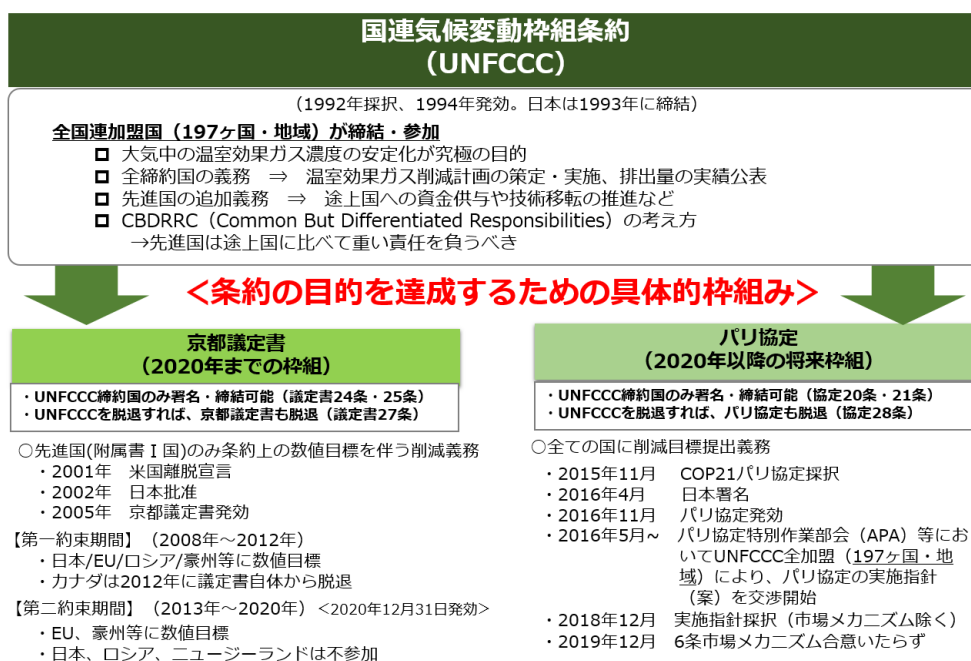 国連気候変動枠組条約
（UNFCCC）
（1992年採択、1994年発効。日本は1993年に締結）
全国連加盟国（197ヶ国・地域）が締結・参加
大気中の温室効果ガス濃度の安定化が究極の目的
全締約国の義務　⇒　温室効果ガス削減計画の策定・実施、排出量の実績公表
先進国の追加義務　⇒　途上国への資金供与や技術移転の推進など
CBDRRC（Common But Differentiated Responsibilities）の考え方
→先進国は途上国に比べて重い責任を負うべき
＜条約の目的を達成するための具体的枠組み＞
京都議定書
（2020年までの枠組）
・UNFCCC締約国のみ署名・締結可能（議定書24条・25条）
・UNFCCCを脱退すれば、京都議定書も脱退（議定書27条）
○先進国(附属書Ⅰ国)のみ条約上の数値目標を伴う削減義務
・2001年　米国離脱宣言
・2002年　日本批准
・2005年　京都議定書発効
【第一約束期間】（2008年～2012年）
・日本/EU/ロシア/豪州等に数値目標
・カナダは2012年に議定書自体から脱退
【第二約束期間】（2013年～2020年）＜2020年12月31日発効＞
・EU、豪州等に数値目標
・日本、ロシア、ニュージーランドは不参加
パリ協定
（2020年以降の将来枠組）
・UNFCCC締約国のみ署名・締結可能（協定20条・21条）
・UNFCCCを脱退すれば、パリ協定も脱退（協定28条）
○全ての国に削減目標提出義務
・2015年11月　COP21パリ協定採択
・2016年4月　日本署名
・2016年11月　パリ協定発効
・2016年5月~　パリ協定特別作業部会（APA）等にお
いてUNFCCC全加盟（197ヶ国・地
域）により、パリ協定の実施指針
（案）を交渉開始
・2018年12月　実施指針採択（市場メカニズム除く）
・2019年12月　6条市場メカニズム合意いたらず